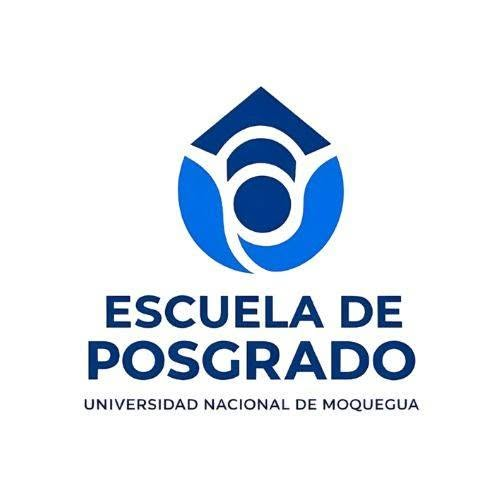 ESCUELA DE
POSGRADO
UNIVERSIDAD NACIONAL DE MOQUEGUA